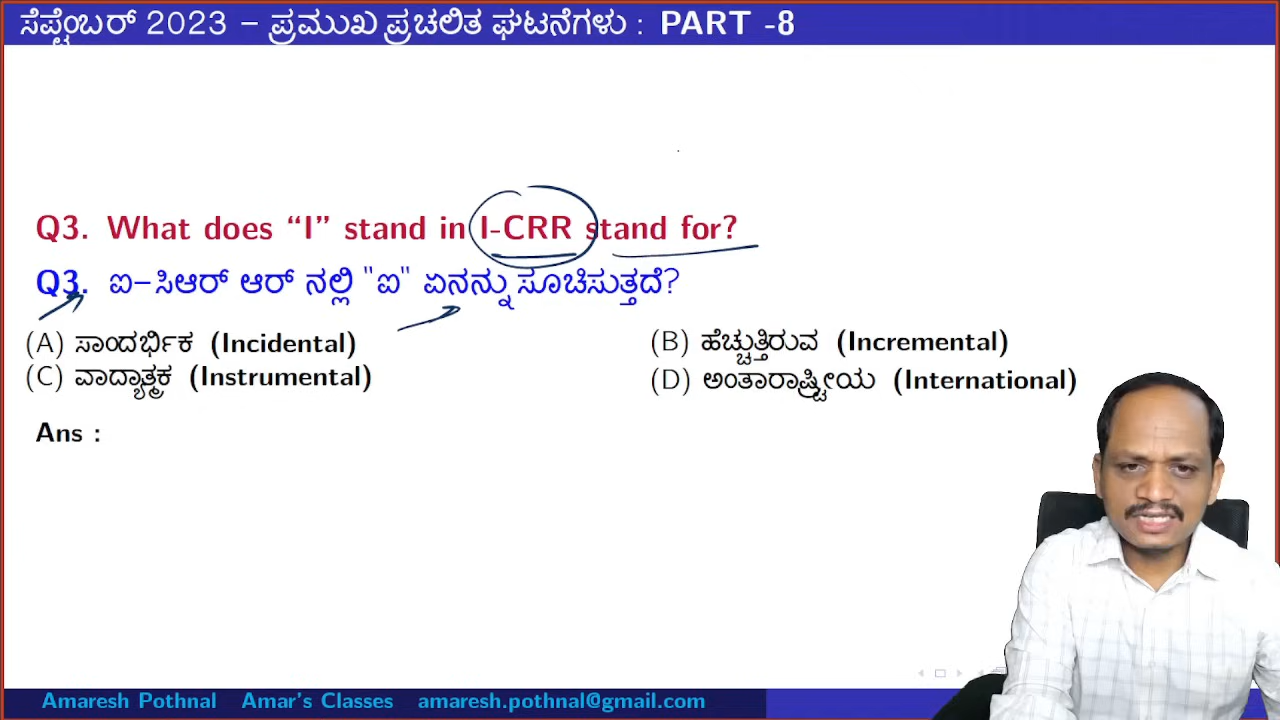 ಸೆಪ್ಟೆಂಬರ್ 2023 – ಪ್ರಮುಖ ಪ್ರಚಲಿತ ಘಟನೆಗಳು : PART -8
Q3. What does “I” stand in I-CRR stand for?
Q3. ಐ–ಸಿಆರ್ ಆರ್ ನಲ್ಲಿ "ಐ" ಏನನ್ನು ಸೂಚಿಸುತ್ತದೆ?
(A) ಸಾಂದರ್ಭಿಕ (Incidental) (B) ಹೆಚ್ಚುತ್ತಿರುವ (Incremental)
(C) ವಾದ್ಯಾತ್ಮಕ (Instrumental) (D) ಅಂತಾರಾಷ್ಟ್ರೀಯ (International)
Ans :
Amaresh Pothnal Amar's Classes amaresh.pothnal@gmail.com